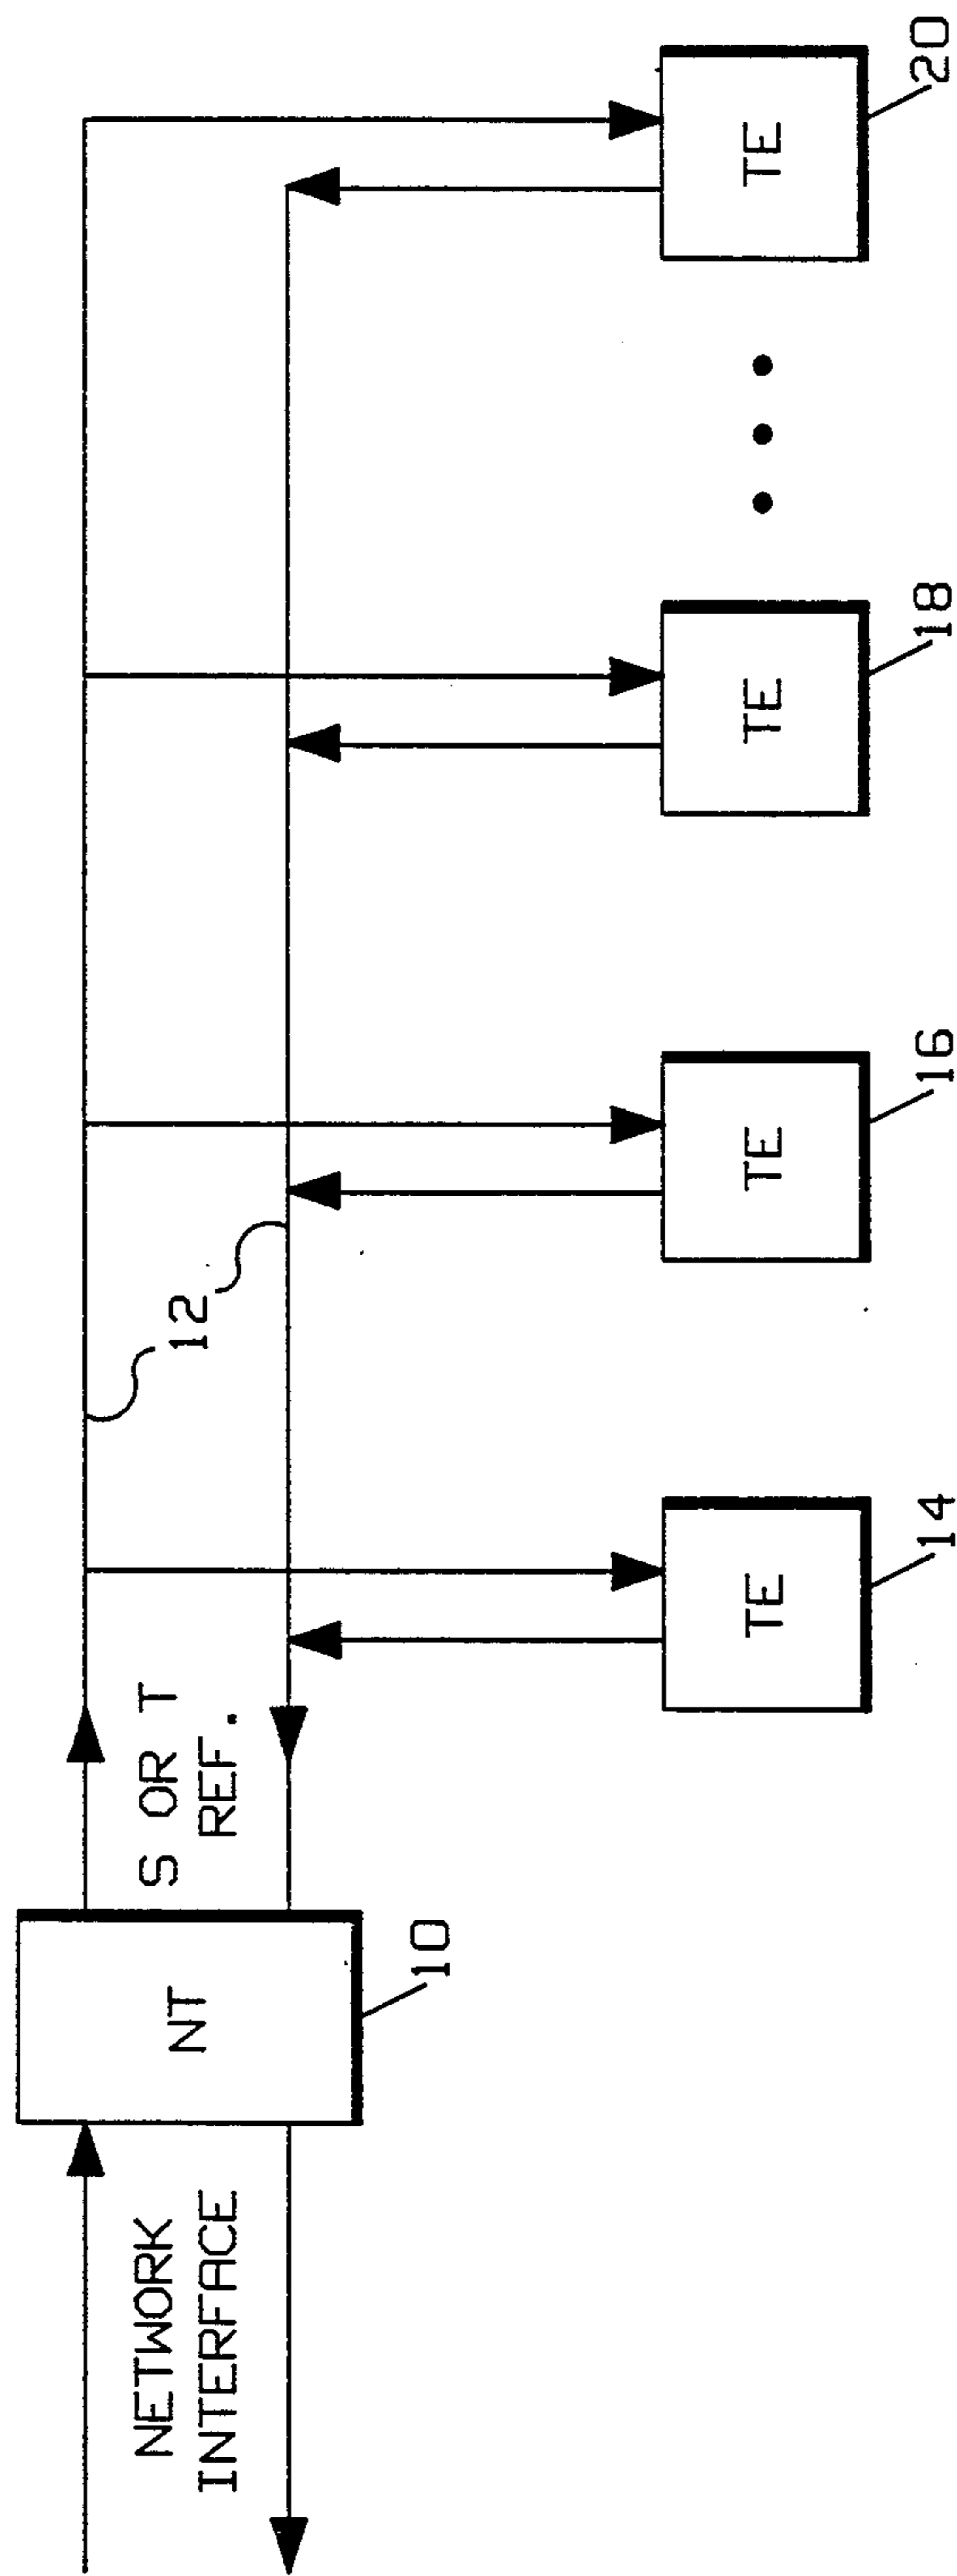 NETWORK
INTERFACE
NT
10
S OR T
REF.
12
TE
14
TE
16
TE
18
TE
20